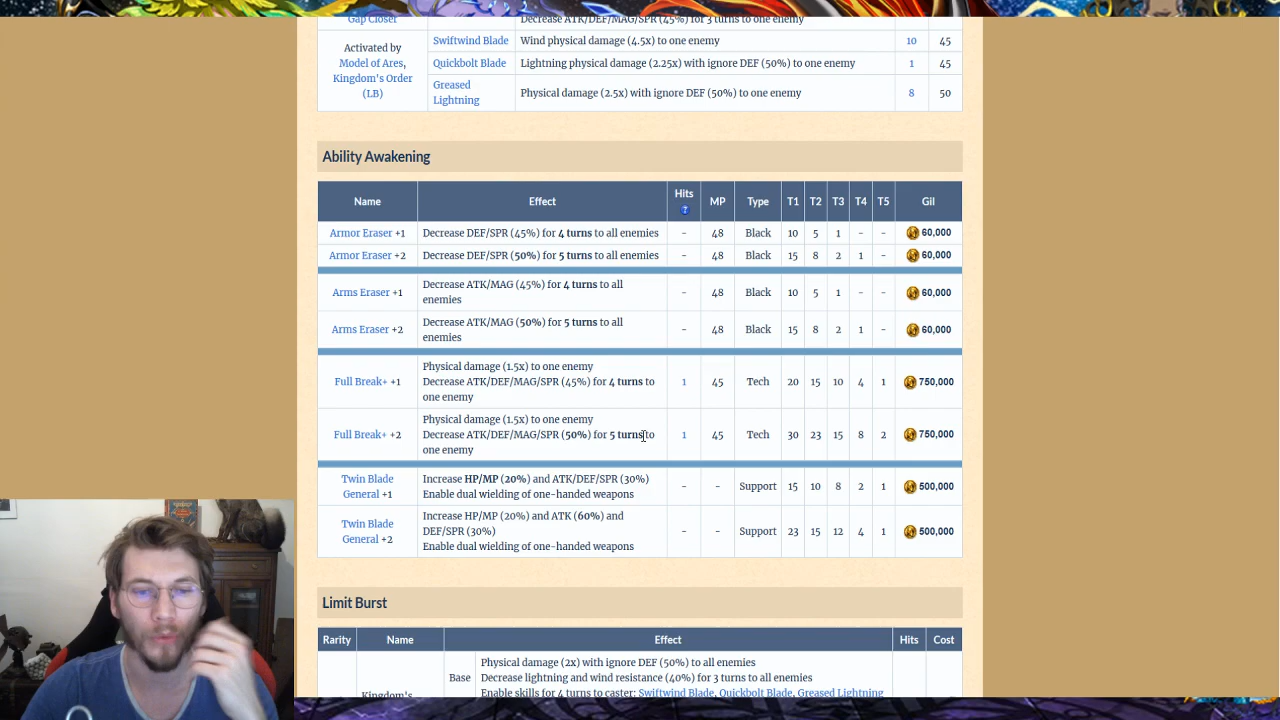 Gap Closer
Decrease ATK/DEF/MAG/SPR (45%) for 3 turns to one enemy
Activated by
Model of Ares,
Kingdom's Order
(LB)
Swiftwind Blade Wind physical damage (4.5x) to one enemy 10 45
Quickbolt Blade Lightning physical damage (2.25x) with ignore DEF (50%) to one enemy 1 45
Greased
Lightning
Physical damage (2.5x) with ignore DEF (50%) to one enemy 8 50
Ability Awakening
Name Effect Hits MP Type T1 T2 T3 T4 T5 Gil
?
Armor Eraser +1 Decrease DEF/SPR (45%) for 4 turns to all enemies - 48 Black 10 5 1 - - 60,000
Armor Eraser +2 Decrease DEF/SPR (50%) for 5 turns to all enemies - 48 Black 15 8 2 1 - 60,000
Arms Eraser +1
Decrease ATK/MAG (45%) for 4 turns to all
enemies
- 48 Black 10 5 1 - - 60,000
Arms Eraser +2
Decrease ATK/MAG (50%) for 5 turns to all
enemies
- 48 Black 15 8 2 1 - 60,000
Full Break+ +1
Physical damage (1.5x) to one enemy
Decrease ATK/DEF/MAG/SPR (45%) for 4 turns to
one enemy
1 45 Tech 20 15 10 4 1 750,000
Full Break+ +2
Physical damage (1.5x) to one enemy
Decrease ATK/DEF/MAG/SPR (50%) for 5 turns to
one enemy
1 45 Tech 30 23 15 8 2 750,000
Twin Blade
General +1
Increase HP/MP (20%) and ATK/DEF/SPR (30%)
Enable dual wielding of one-handed weapons
- - Support 15 10 8 2 1 500,000
Twin Blade
General +2
Increase HP/MP (20%) and ATK (60%) and
DEF/SPR (30%)
Enable dual wielding of one-handed weapons
- - Support 23 15 12 4 1 500,000
Limit Burst
Rarity Name Effect Hits Cost
Kingdom's
Base
Physical damage (2x) with ignore DEF (50%) to all enemies
Decrease lightning and wind resistance (40%) for 3 turns to all enemies
Enable skills for 4 turns to caster: Swiftwind Blade, Quickbolt Blade, Greased Lightning